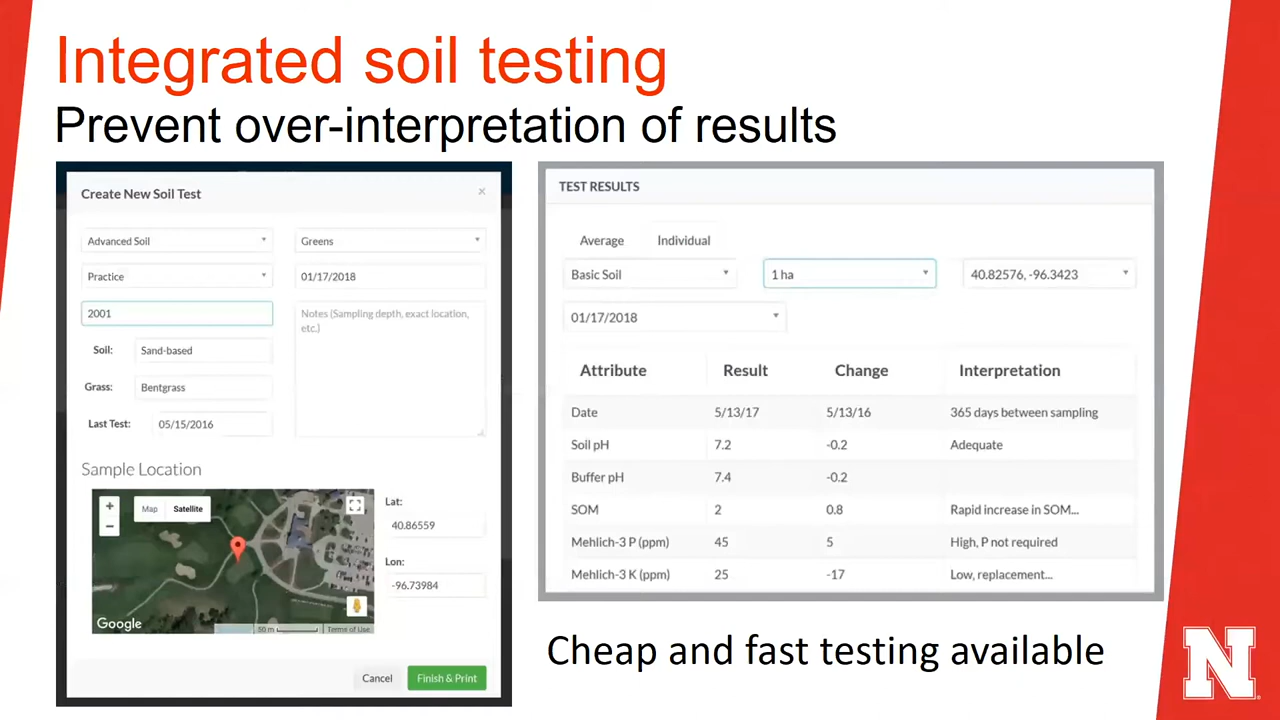 Integrated soil testing
Prevent over-interpretation of results
Create New Soil Test ×
Advanced Soil Greens
Practice 01/17/2018
2001 Notes (Sampling depth, exact location,
etc.)
Soil: Sand-based
Grass: Bentgrass
Last Test: 05/15/2016
Sample Location
+ Map Satellite
−
Lat:
40.86559
Lon:
-96.73984
Google 50 m Terms of Use
Cancel Finish & Print
TEST RESULTS
Average Individual
Basic Soil 1 ha 40.82576, -96.3423
01/17/2018
Attribute Result Change Interpretation
Date 5/13/17 5/13/16 365 days between sampling
Soil pH 7.2 -0.2 Adequate
Buffer pH 7.4 -0.2
SOM 2 0.8 Rapid increase in SOM...
Mehlich-3 P (ppm) 45 5 High, P not required
Mehlich-3 K (ppm) 25 -17 Low, replacement...
Cheap and fast testing available
N